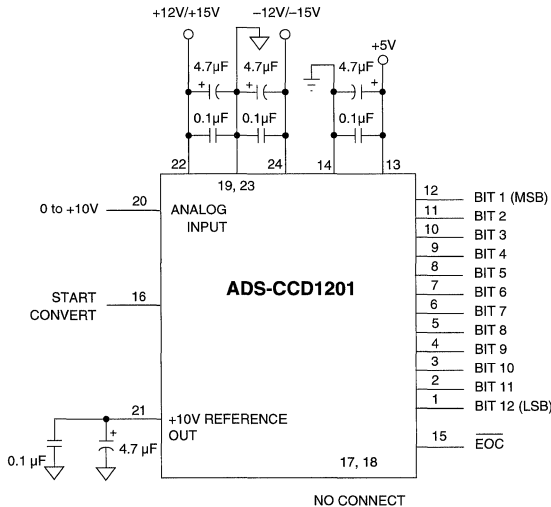 +12V/+15V
−12V/−15V
+5V
4.7µF
4.7µF
4.7µF
+
+
+
0.1µF
0.1µF
0.1µF
22
24
14
13
19, 23
0 to +10V
20
ANALOG
INPUT
START
CONVERT
16
ADS-CCD1201
12
BIT 1 (MSB)
11
BIT 2
10
BIT 3
9
BIT 4
8
BIT 5
7
BIT 6
6
BIT 7
5
BIT 8
4
BIT 9
3
BIT 10
2
BIT 11
1
BIT 12 (LSB)
15
EOC
21
+10V REFERENCE
OUT
+
0.1 µF
4.7 µF
17, 18
NO CONNECT